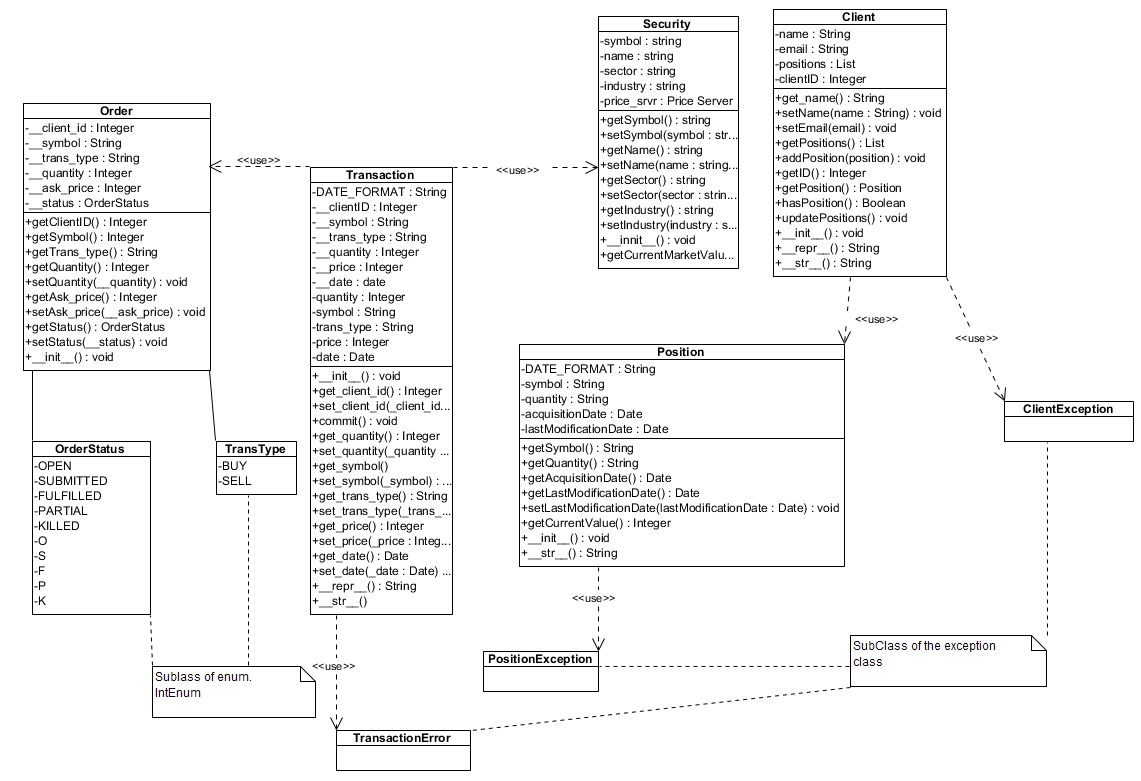 Security
-symbol : string
-name : string
-sector : string
-industry : string
-price_srvr : Price Server
+getSymbol() : string
+setSymbol(symbol : str...
+getName() : string
+setName(name : string...
+getSector() : string
+setSector(sector : strin...
+getIndustry() : string
+setIndustry(industry : s...
+__innit__() : void
+getCurrentMarketValu...
Client
-name : String
-email : String
-positions : List
-clientID : Integer
+get_name() : String
+setName(name : String) : void
+setEmail(email) : void
+getPositions() : List
+addPosition(position) : void
+getID() : Integer
+getPosition() : Position
+hasPosition() : Boolean
+updatePositions() : void
+__init__() : void
+__repr__() : String
+__str__() : String
Order
-__client_id : Integer
-__symbol : String
-__trans_type : String
-__quantity : Integer
-__ask_price : Integer
-__status : OrderStatus
+getClientID() : Integer
+getSymbol() : Integer
+getTrans_type() : String
+getQuantity() : Integer
+setQuantity(__quantity) : void
+getAsk_price() : Integer
+setAsk_price(__ask_price) : void
+getStatus() : OrderStatus
+setStatus(__status) : void
+__init__() : void
<<use>>
<<use>>
Transaction
-DATE_FORMAT : String
-__clientID : Integer
-__symbol : String
-__trans_type : String
-__quantity : Integer
-__price : Integer
-__date : date
-quantity : Integer
-symbol : String
-trans_type : String
-price : Integer
-date : Date
+__init__() : void
+get_client_id() : Integer
+set_client_id(_client_id...
+commit() : void
+get_quantity() : Integer
+set_quantity(_quantity ...
+get_symbol()
+set_symbol(_symbol) : ...
+get_trans_type() : String
+set_trans_type(_trans_...
+get_price() : Integer
+set_price(_price : Integ...
+get_date() : Date
+set_date(_date : Date) ...
+__repr__() : String
+__str__()
<<use>>
<<use>>
Position
-DATE_FORMAT : String
-symbol : String
-quantity : String
-acquisitionDate : Date
-lastModificationDate : Date
+getSymbol() : String
+getQuantity() : String
+getAcquisitionDate() : Date
+getLastModificationDate() : Date
+setLastModificationDate(lastModificationDate : Date) : void
+getCurrentValue() : Integer
+__init__() : void
+__str__() : String
ClientException
OrderStatus
-OPEN
-SUBMITTED
-FULFILLED
-PARTIAL
-KILLED
-O
-S
-F
-P
-K
TransType
-BUY
-SELL
<<use>>
<<use>>
PositionException
SubClass of the exception
class
Sublass of enum.
IntEnum
TransactionError